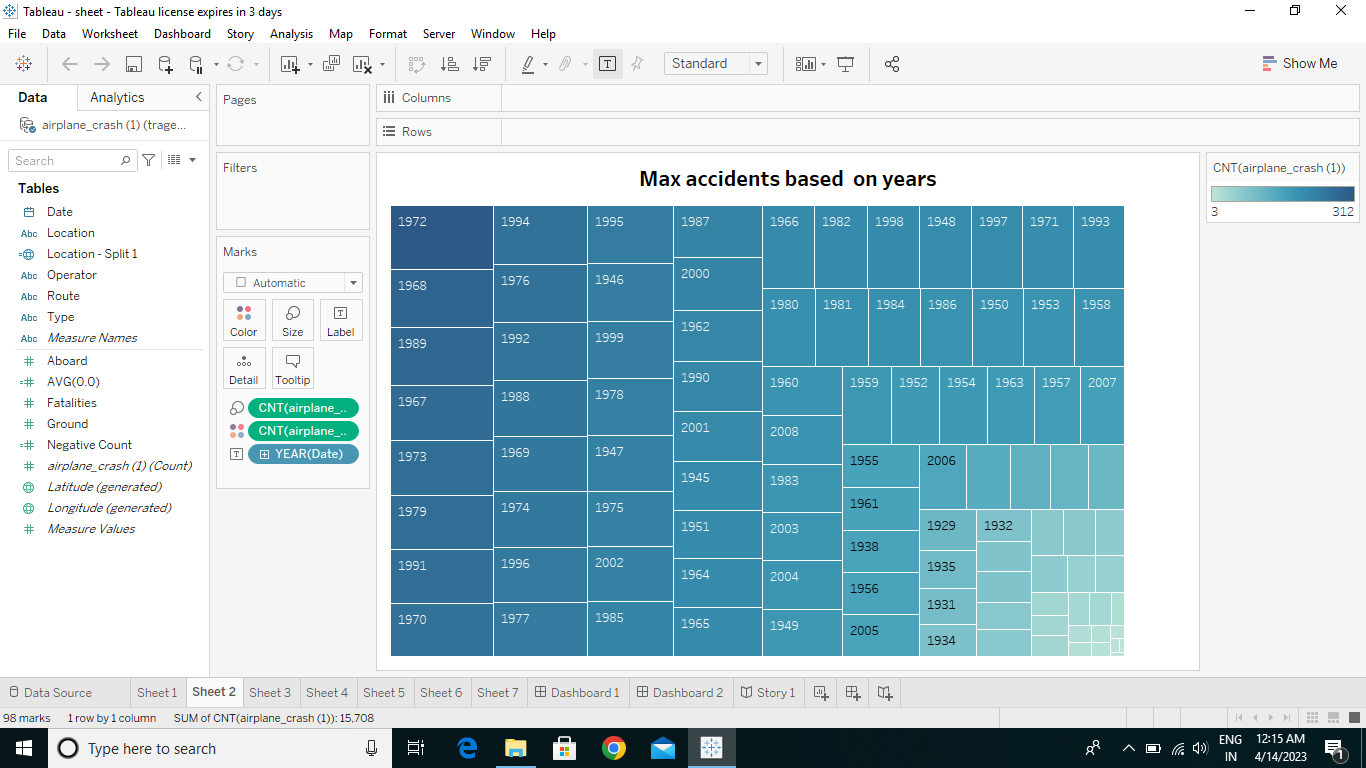 Tableau - sheet - Tableau license expires in 3 days
File Data Worksheet Dashboard Story Analysis Map Format Server Window Help
Standard Show Me
Data Analytics
airplane_crash (1) (trage...
Search
Tables
Date
Abc Location
Location - Split 1
Abc Operator
Abc Route
Abc Type
Abc Measure Names
Aboard
AVG(0.0)
Fatalities
Ground
Negative Count
airplane_crash (1) (Count)
Latitude (generated)
Longitude (generated)
Measure Values
Pages
Filters
Marks
Automatic
Color Size Label
Detail Tooltip
CNT(airplane_..
CNT(airplane_..
YEAR(Date)
Columns
Rows
Max accidents based on years
1972 1994 1995 1987 1966 1982 1998 1948 1997 1971 1993
2000
1968 1976 1946
1980 1981 1984 1986 1950 1953 1958
1962
1989 1992 1999
1990 1960 1959 1952 1954 1963 1957 2007
1967 1988 1978
2001 2008
1973 1969 1947
1955 2006
1945 1983
1979 1974 1975
1961
1951 2003 1929 1932
1938
1991 1996 2002
1964 2004 1935
1956
1931
1970 1977 1985
1965 1949 2005
1934
CNT(airplane_crash (1))
3 312
Data Source Sheet 1 Sheet 2 Sheet 3 Sheet 4 Sheet 5 Sheet 6 Sheet 7 Dashboard 1 Dashboard 2 Story 1
98 marks 1 row by 1 column SUM of CNT(airplane_crash (1)): 15,708
Type here to search
ENG
IN
12:15 AM
4/14/2023
1